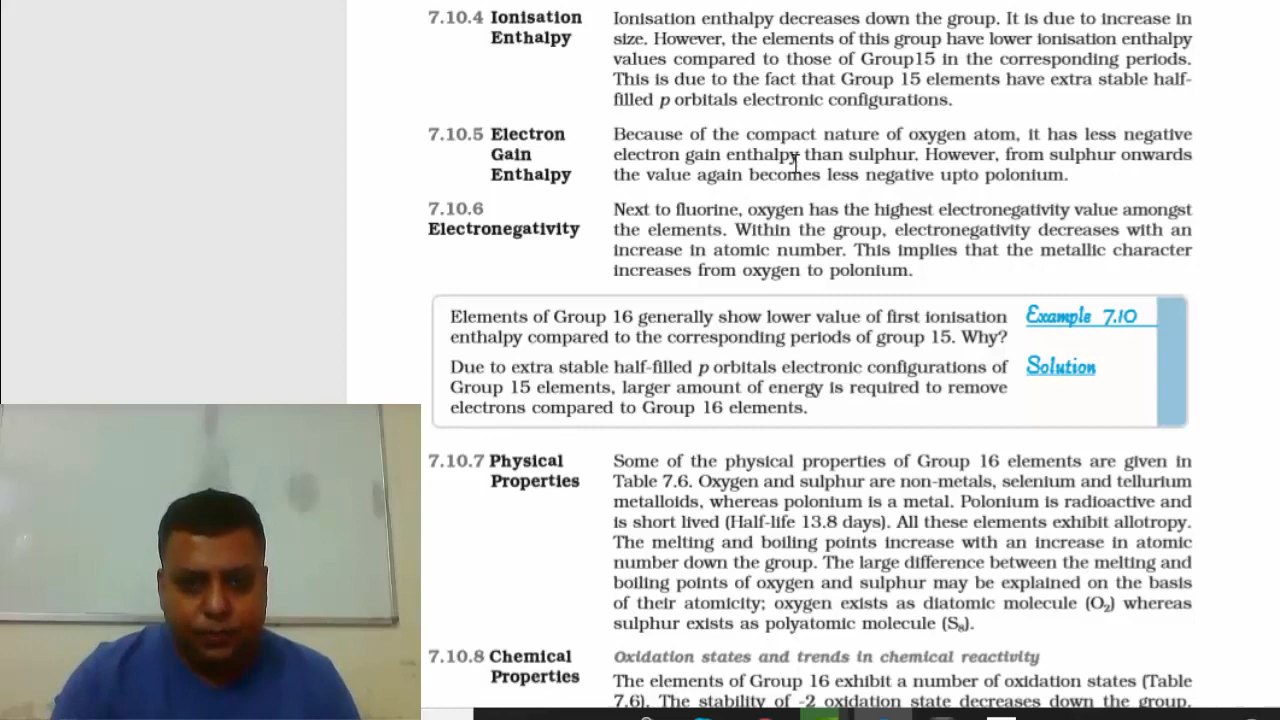 7.10.4 Ionisation Enthalpy
Ionisation enthalpy decreases down the group. It is due to increase in
size. However, the elements of this group have lower ionisation enthalpy
values compared to those of Group15 in the corresponding periods.
This is due to the fact that Group 15 elements have extra stable half-
filled p orbitals electronic configurations.
7.10.5 Electron
Gain
Enthalpy
Because of the compact nature of oxygen atom, it has less negative
electron gain enthalpy than sulphur. However, from sulphur onwards
the value again becomes less negative upto polonium.
7.10.6
Electronegativity
Next to fluorine, oxygen has the highest electronegativity value amongst
the elements. Within the group, electronegativity decreases with an
increase in atomic number. This implies that the metallic character
increases from oxygen to polonium.
Elements of Group 16 generally show lower value of first ionisation
enthalpy compared to the corresponding periods of group 15. Why?
Example 7.10
Due to extra stable half-filled p orbitals electronic configurations of
Group 15 elements, larger amount of energy is required to remove
electrons compared to Group 16 elements.
Solution
7.10.7 Physical
Properties
Some of the physical properties of Group 16 elements are given in
Table 7.6. Oxygen and sulphur are non-metals, selenium and tellurium
metalloids, whereas polonium is a metal. Polonium is radioactive and
is short lived (Half-life 13.8 days). All these elements exhibit allotropy.
The melting and boiling points increase with an increase in atomic
number down the group. The large difference between the melting and
boiling points of oxygen and sulphur may be explained on the basis
of their atomicity; oxygen exists as diatomic molecule (O₂) whereas
sulphur exists as polyatomic molecule (S₈).
7.10.8 Chemical
Properties
Oxidation states and trends in chemical reactivity
The elements of Group 16 exhibit a number of oxidation states (Table
7.6). The stability of -2 oxidation state decreases down the group.